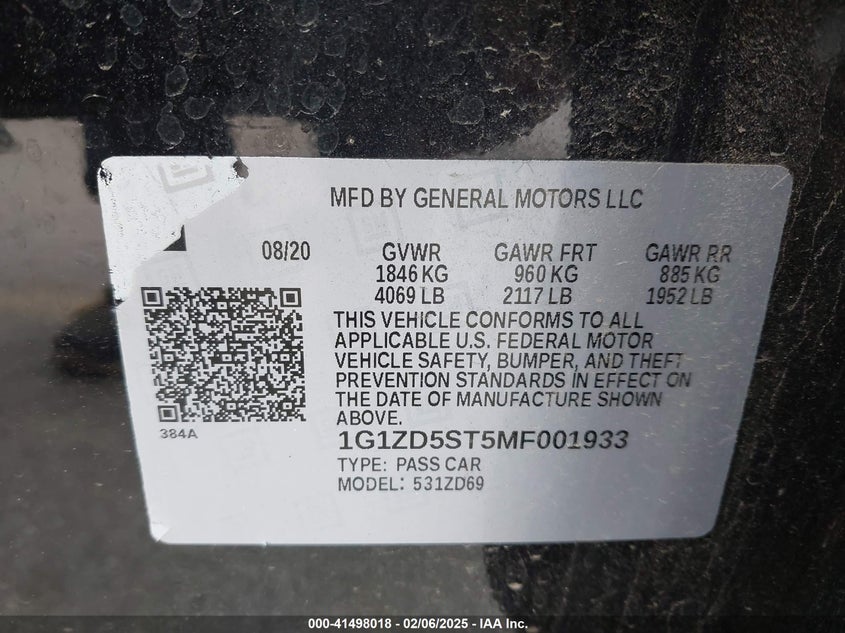 MFD BY GENERAL MOTORS LLC
08/20 GVWR GAWR FRT GAWR RR
1846 KG 960 KG 885 KG
4069 LB 2117 LB 1952 LB
THIS VEHICLE CONFORMS TO ALL
APPLICABLE U.S. FEDERAL MOTOR
VEHICLE SAFETY, BUMPER, AND THEFT
PREVENTION STANDARDS IN EFFECT ON
THE DATE OF MANUFACTURE SHOWN
ABOVE.
384A
1G1ZD5ST5MF001933
TYPE: PASS CAR
MODEL: 531ZD69
000-41498018 - 02/06/2025 - IAA Inc.